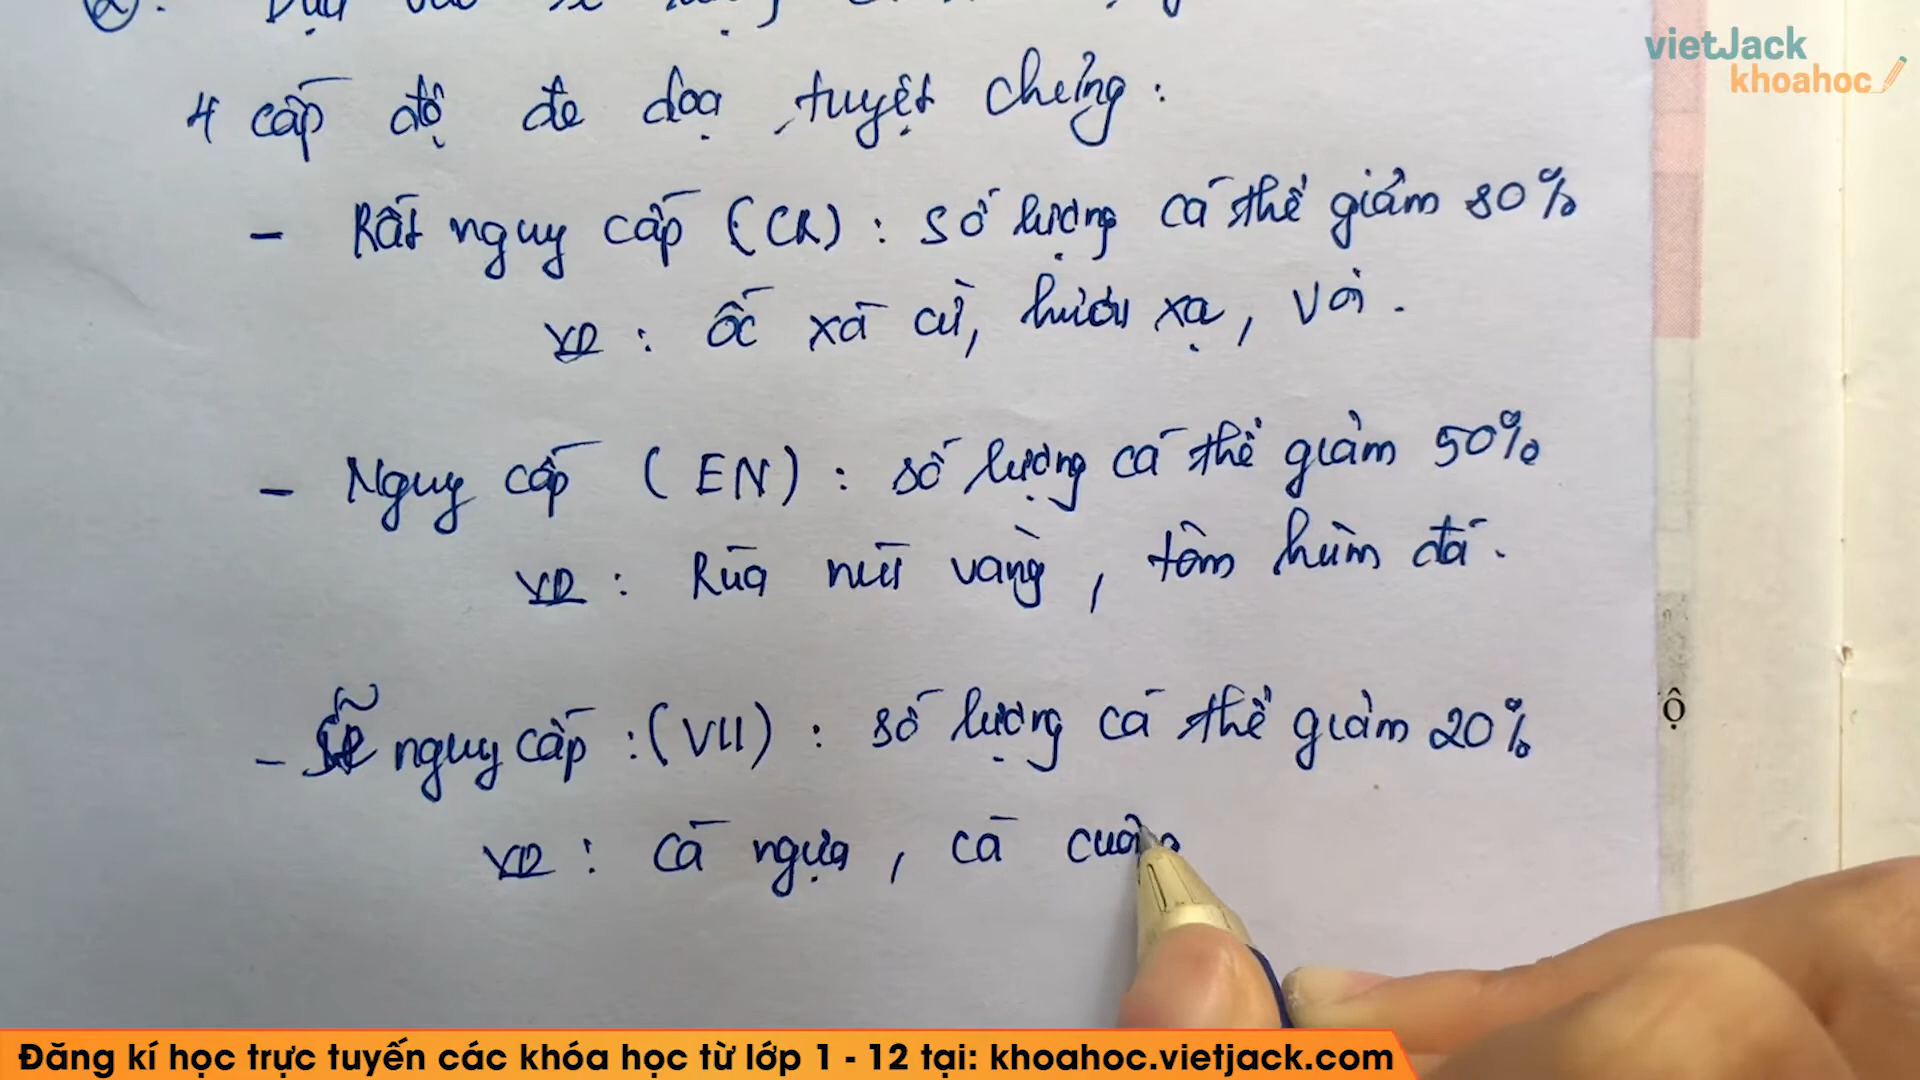 vietJack
khoahoc
4 cấp độ đe dọa tuyệt chủng :
- Rất nguy cấp (CR) : số lượng cá thể giảm 80%
VD : ốc xà cừ, hươu xạ, voi.
- Nguy cấp (EN) : số lượng cá thể giảm 50%
VD : Rùa núi vàng, tôm hùm đá.
- Sẽ nguy cấp : (VU) : số lượng cá thể giảm 20%
VD : cá ngựa, cà cuống
ộ
Đăng kí học trực tuyến các khóa học từ lớp 1 - 12 tại: khoahoc.vietjack.com